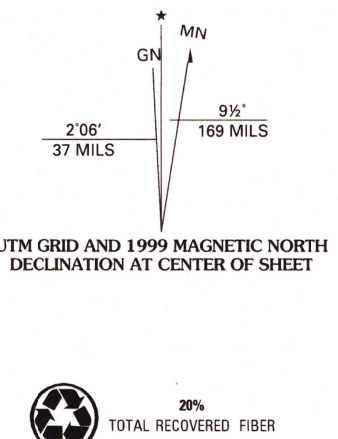 ★
MN
GN
9½°
169 MILS
2°06′
37 MILS
UTM GRID AND 1999 MAGNETIC NORTH
DECLINATION AT CENTER OF SHEET
20%
TOTAL RECOVERED FIBER